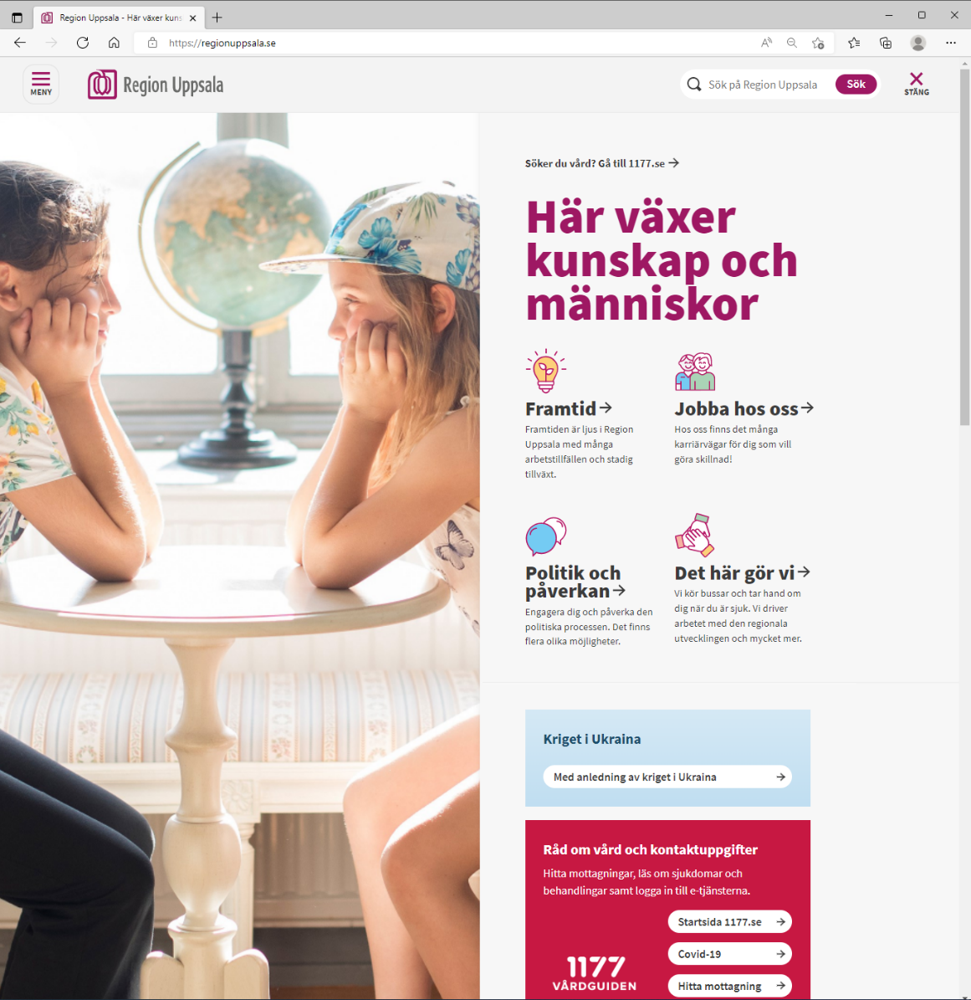 Region Uppsala - Här växer kuns
https://regionuppsala.se
MENY
Region Uppsala
Sök på Region Uppsala
Sök
STÄNG
Söker du vård? Gå till 1177.se
Här växer
kunskap och
människor
Framtid
Framtiden är ljus i Region
Uppsala med många
arbetstillfällen och stadig
tillväxt.
Jobba hos oss
Hos oss finns det många
karriärvägar för dig som vill
göra skillnad!
Politik och
påverkan
Engagera dig och påverka den
politiska processen. Det finns
flera olika möjligheter.
Det här gör vi
Vi kör bussar och tar hand om
dig när du är sjuk. Vi driver
arbetet med den regionala
utvecklingen och mycket mer.
Kriget i Ukraina
Med anledning av kriget i Ukraina
Råd om vård och kontaktuppgifter
Hitta mottagningar, läs om sjukdomar och
behandlingar samt logga in till e-tjänsterna.
Startsida 1177.se
Covid-19
Hitta mottagning
1177
VÅRDGUIDEN